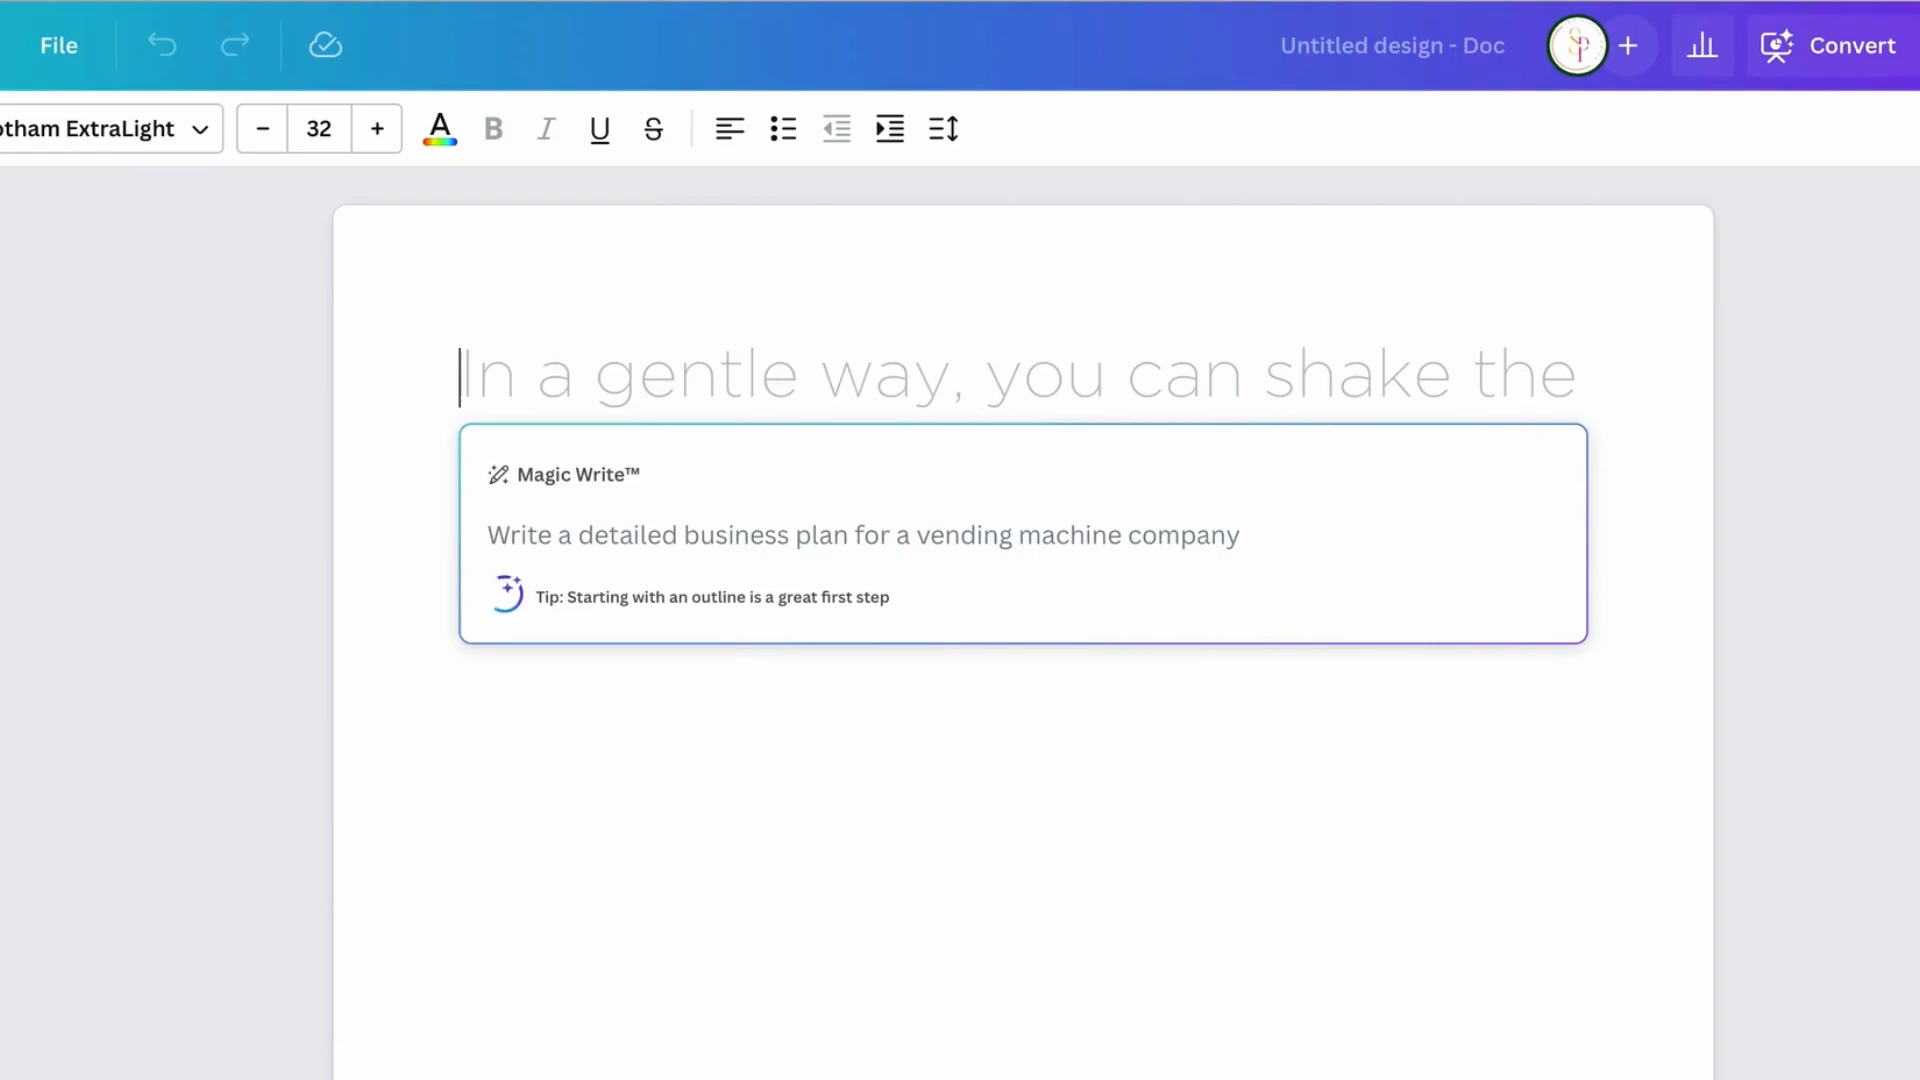 File
Untitled design - Doc
Convert
otham ExtraLight
32
A
B
I
U
S
In a gentle way, you can shake the
Magic Write™
Write a detailed business plan for a vending machine company
Tip: Starting with an outline is a great first step